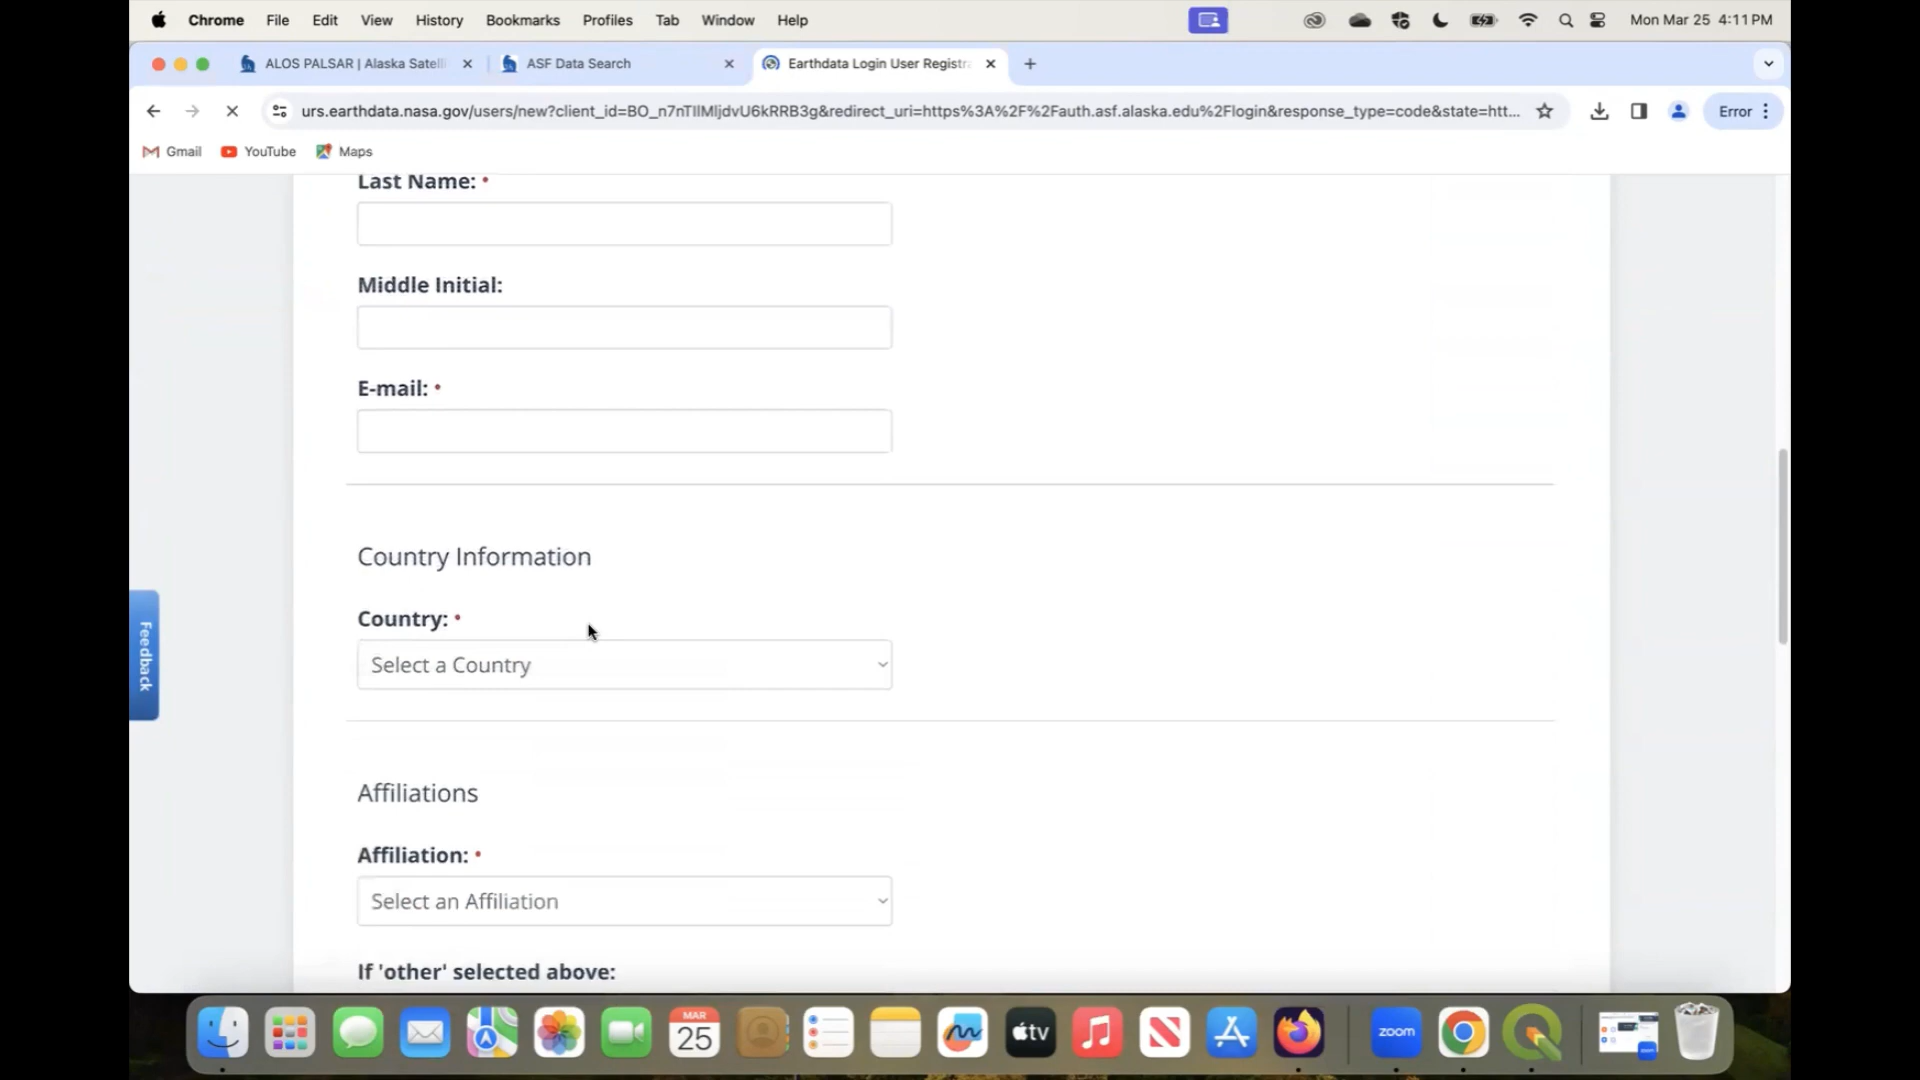 Chrome File Edit View History Bookmarks Profiles Tab Window Help Mon Mar 25 4:11 PM
ALOS PALSAR | Alaska Satelli ASF Data Search Earthdata Login User Registra
urs.earthdata.nasa.gov/users/new?client_id=BO_n7nTIlMljdvU6kRRB3g&redirect_uri=https%3A%2F%2Fauth.asf.alaska.edu%2Flogin&response_type=code&state=htt... Error
Gmail YouTube Maps
Last Name: •
Middle Initial:
E-mail: •
Country Information
Country: •
Select a Country
Feedback
Affiliations
Affiliation: •
Select an Affiliation
If 'other' selected above:
MAR
25
tv
zoom